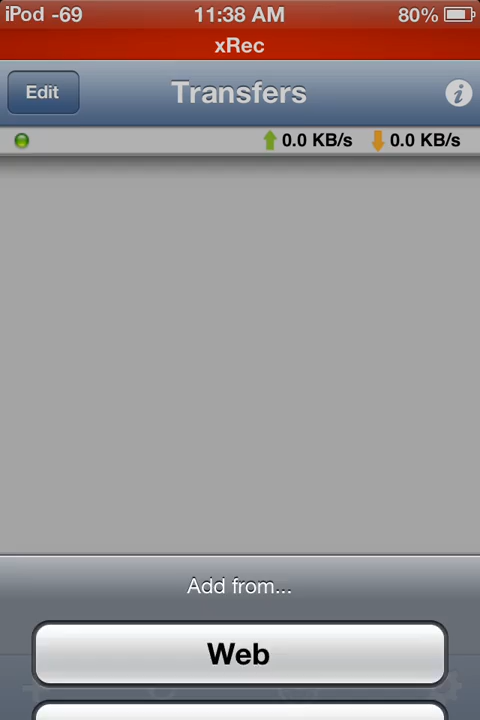 iPod -69 11:38 AM 80%
xRec
Edit Transfers i
0.0 KB/s 0.0 KB/s
Add from...
Web